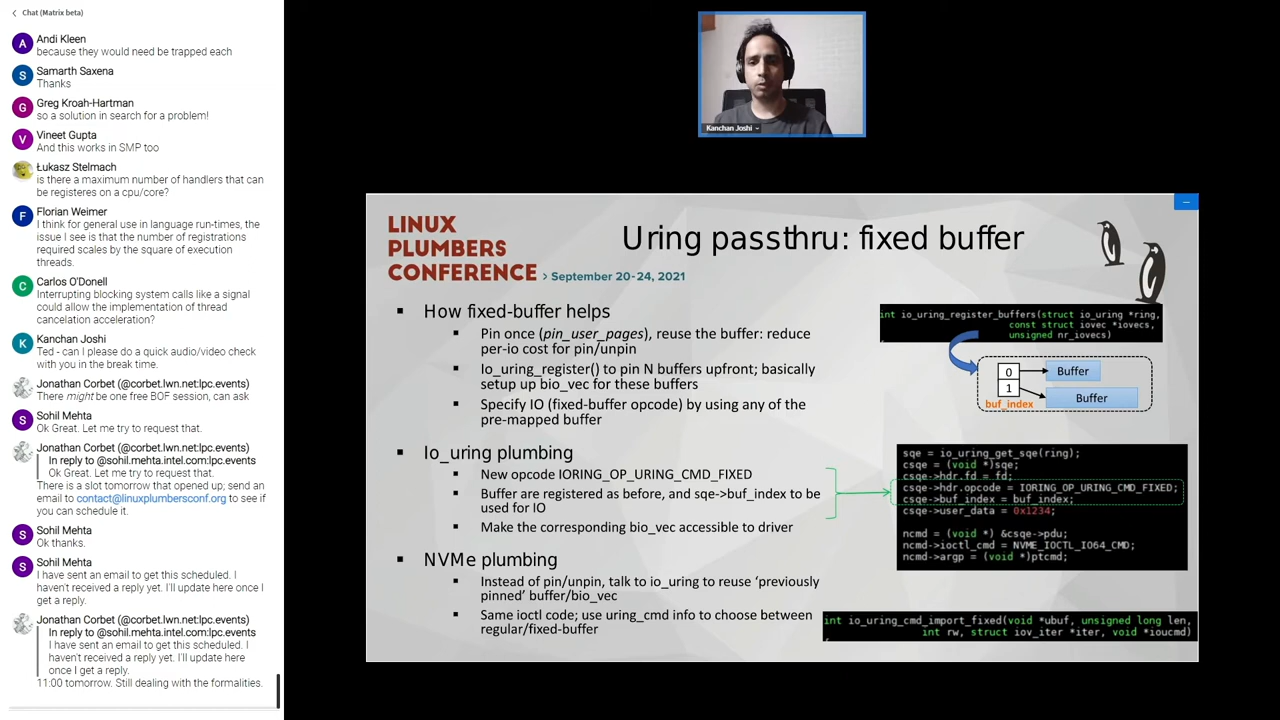 Chat (Matrix beta)
A
Andi Kleen
because they would need be trapped each
S
Samarth Saxena
Thanks
G
Greg Kroah-Hartman
so a solution in search for a problem!
V
Vineet Gupta
And this works in SMP too
Łukasz Stelmach
is there a maximum number of handlers that can
be registeres on a cpu/core?
F
Florian Weimer
I think for general use in language run-times, the
issue I see is that the number of registrations
required scales by the square of execution
threads.
C
Carlos O'Donell
Interrupting blocking system calls like a signal
could allow the implementation of thread
cancelation acceleration?
K
Kanchan Joshi
Ted - can I please do a quick audio/video check
with you in the break time.
Jonathan Corbet (@corbet.lwn.net:lpc.events)
There might be one free BOF session, can ask
S
Sohil Mehta
Ok Great. Let me try to request that.
Jonathan Corbet (@corbet.lwn.net:lpc.events)
In reply to @sohil.mehta.intel.com:lpc.events
Ok Great. Let me try to request that.
There is a slot tomorrow that opened up; send an
email to contact@linuxplumbersconf.org to see if
you can schedule it.
S
Sohil Mehta
Ok thanks.
S
Sohil Mehta
I have sent an email to get this scheduled. I
haven't received a reply yet. I'll update here once I
get a reply.
Jonathan Corbet (@corbet.lwn.net:lpc.events)
In reply to @sohil.mehta.intel.com:lpc.events
I have sent an email to get this scheduled. I
haven't received a reply yet. I'll update here
once I get a reply.
11:00 tomorrow. Still dealing with the formalities.
Kanchan Joshi
LINUX
PLUMBERS
CONFERENCE > September 20-24, 2021
Uring passthru: fixed buffer
▪ How fixed-buffer helps
▪ Pin once (pin_user_pages), reuse the buffer: reduce
per-io cost for pin/unpin
▪ Io_uring_register() to pin N buffers upfront; basically
setup up bio_vec for these buffers
▪ Specify IO (fixed-buffer opcode) by using any of the
pre-mapped buffer
▪ Io_uring plumbing
▪ New opcode IORING_OP_URING_CMD_FIXED
▪ Buffer are registered as before, and sqe->buf_index to be
used for IO
▪ Make the corresponding bio_vec accessible to driver
▪ NVMe plumbing
▪ Instead of pin/unpin, talk to io_uring to reuse ‘previously
pinned’ buffer/bio_vec
▪ Same ioctl code; use uring_cmd info to choose between
regular/fixed-buffer
int io_uring_register_buffers(struct io_uring *ring,
const struct iovec *iovecs,
unsigned nr_iovecs)
0
Buffer
1
Buffer
buf_index
sqe = io_uring_get_sqe(ring);
csqe = (void *)sqe;
csqe->hdr.fd = fd;
csqe->hdr.opcode = IORING_OP_URING_CMD_FIXED;
csqe->buf_index = buf_index;
csqe->user_data = 0x1234;
ncmd = (void *) &csqe->pdu;
ncmd->ioctl_cmd = NVME_IOCTL_IO64_CMD;
ncmd->argp = (void *)ptcmd;
int io_uring_cmd_import_fixed(void *ubuf, unsigned long len,
int rw, struct iov_iter *iter, void *ioucmd)